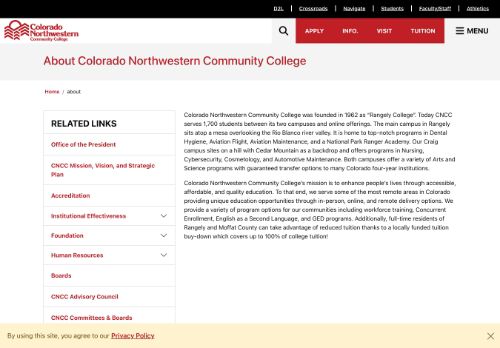 D2L | Crossroads | Navigate | Students | Faculty/Staff | Athletics
Colorado
Northwestern
Community College
APPLY INFO. VISIT TUITION MENU
About Colorado Northwestern Community College
Home / about
RELATED LINKS
Office of the President
CNCC Mission, Vision, and Strategic
Plan
Accreditation
Institutional Effectiveness
Foundation
Human Resources
Boards
CNCC Advisory Council
CNCC Committees & Boards
Colorado Northwestern Community College was founded in 1962 as "Rangely College". Today CNCC
serves 1,700 students between its two campuses and online offerings. The main campus in Rangely
sits atop a mesa overlooking the Rio Blanco river valley. It is home to top-notch programs in Dental
Hygiene, Aviation Flight, Aviation Maintenance, and a National Park Ranger Academy. Our Craig
campus sites on a hill with Cedar Mountain as a backdrop and offers programs in Nursing,
Cybersecurity, Cosmetology, and Automotive Maintenance. Both campuses offer a variety of Arts and
Science programs with guaranteed transfer options to many Colorado four-year institutions.
Colorado Northwestern Community College's mission is to enhance people's lives through accessible,
affordable, and quality education. To that end, we serve some of the most remote areas in Colorado
providing unique education opportunities through in-person, online, and remote delivery options. We
provide a variety of program options for our communities including workforce training, Concurrent
Enrollment, English as a Second Language, and GED programs. Additionally, full-time residents of
Rangely and Moffat County can take advantage of reduced tuition thanks to a locally funded tuition
buy-down which covers up to 100% of college tuition!
By using this site, you agree to our Privacy Policy